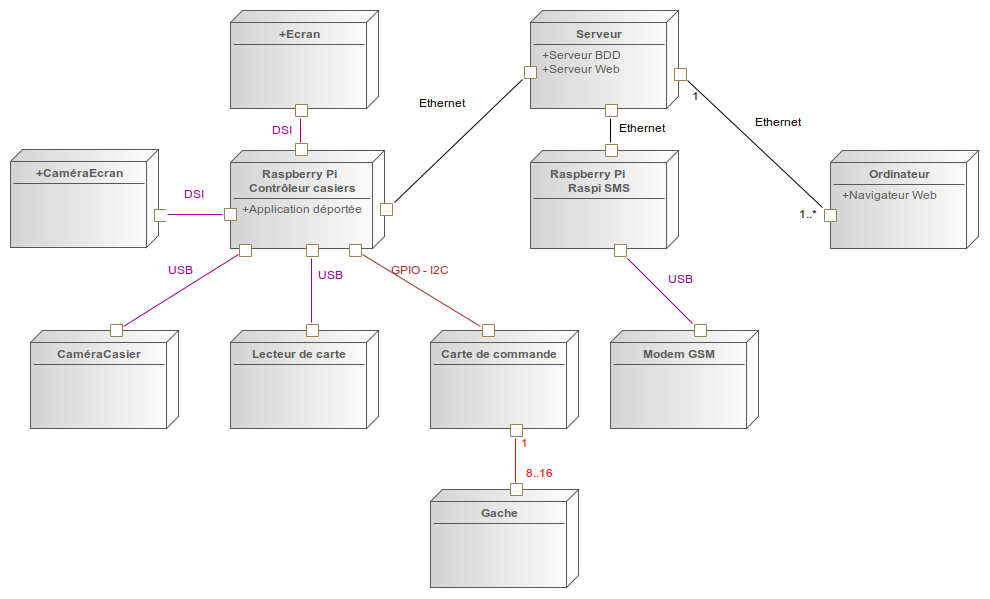 +Ecran
Serveur
+Serveur BDD
+Serveur Web
1
Ethernet
Ethernet
Ethernet
DSI
+CaméraEcran
DSI
Raspberry Pi
Contrôleur casiers
+Application déportée
Raspberry Pi
Raspi SMS
Ordinateur
+Navigateur Web
1..*
USB
USB
GPIO - I2C
USB
CaméraCasier
Lecteur de carte
Carte de commande
Modem GSM
1
8..16
Gache